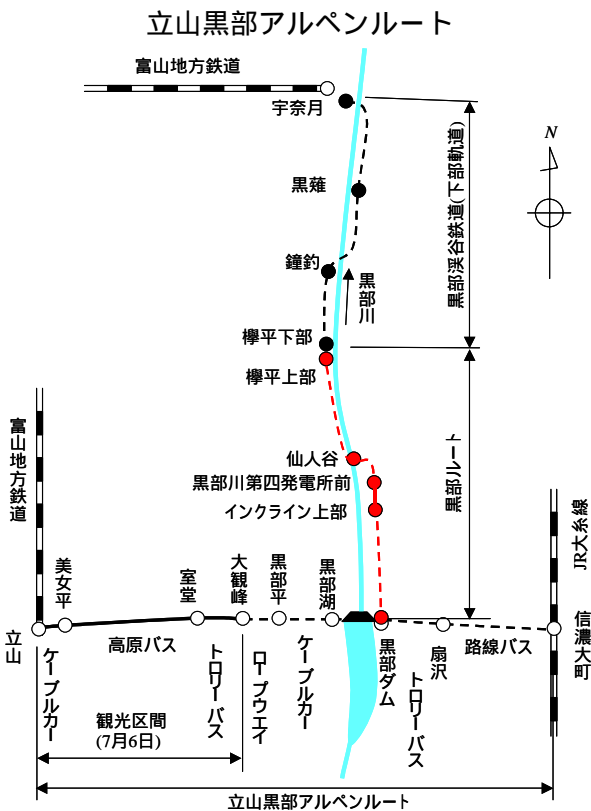 立山黒部アルペンルート
富山地方鉄道
宇奈月
黒薙
鐘釣
黒部川
欅平下部
欅平上部
黒部渓谷鉄道(下部軌道)
N
仙人谷
黒部川第四発電所前
インクライン上部
黒部ルート
富山地方鉄道
JR大糸線
立山
美女平
室堂
大観峰
黒部平
黒部湖
黒部ダム
扇沢
信濃大町
高原バス
路線バス
ケーブルカー
トロリーバス
ロープウエイ
ケーブルカー
トロリーバス
観光区間
(7月6日)
立山黒部アルペンルート